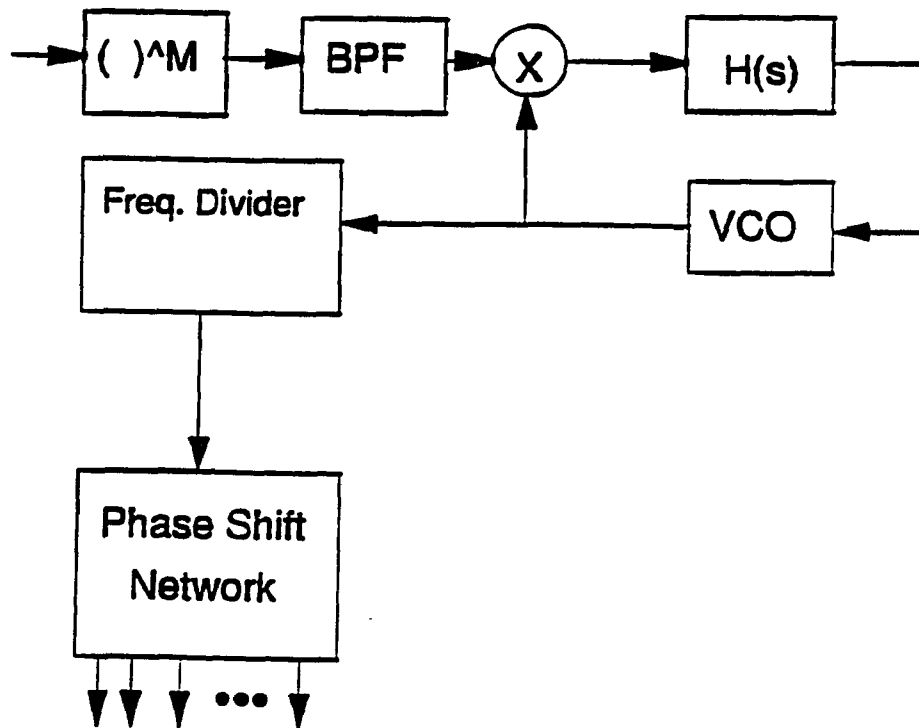 ( )^M
BPF
X
H(s)
Freq. Divider
VCO
Phase Shift
Network